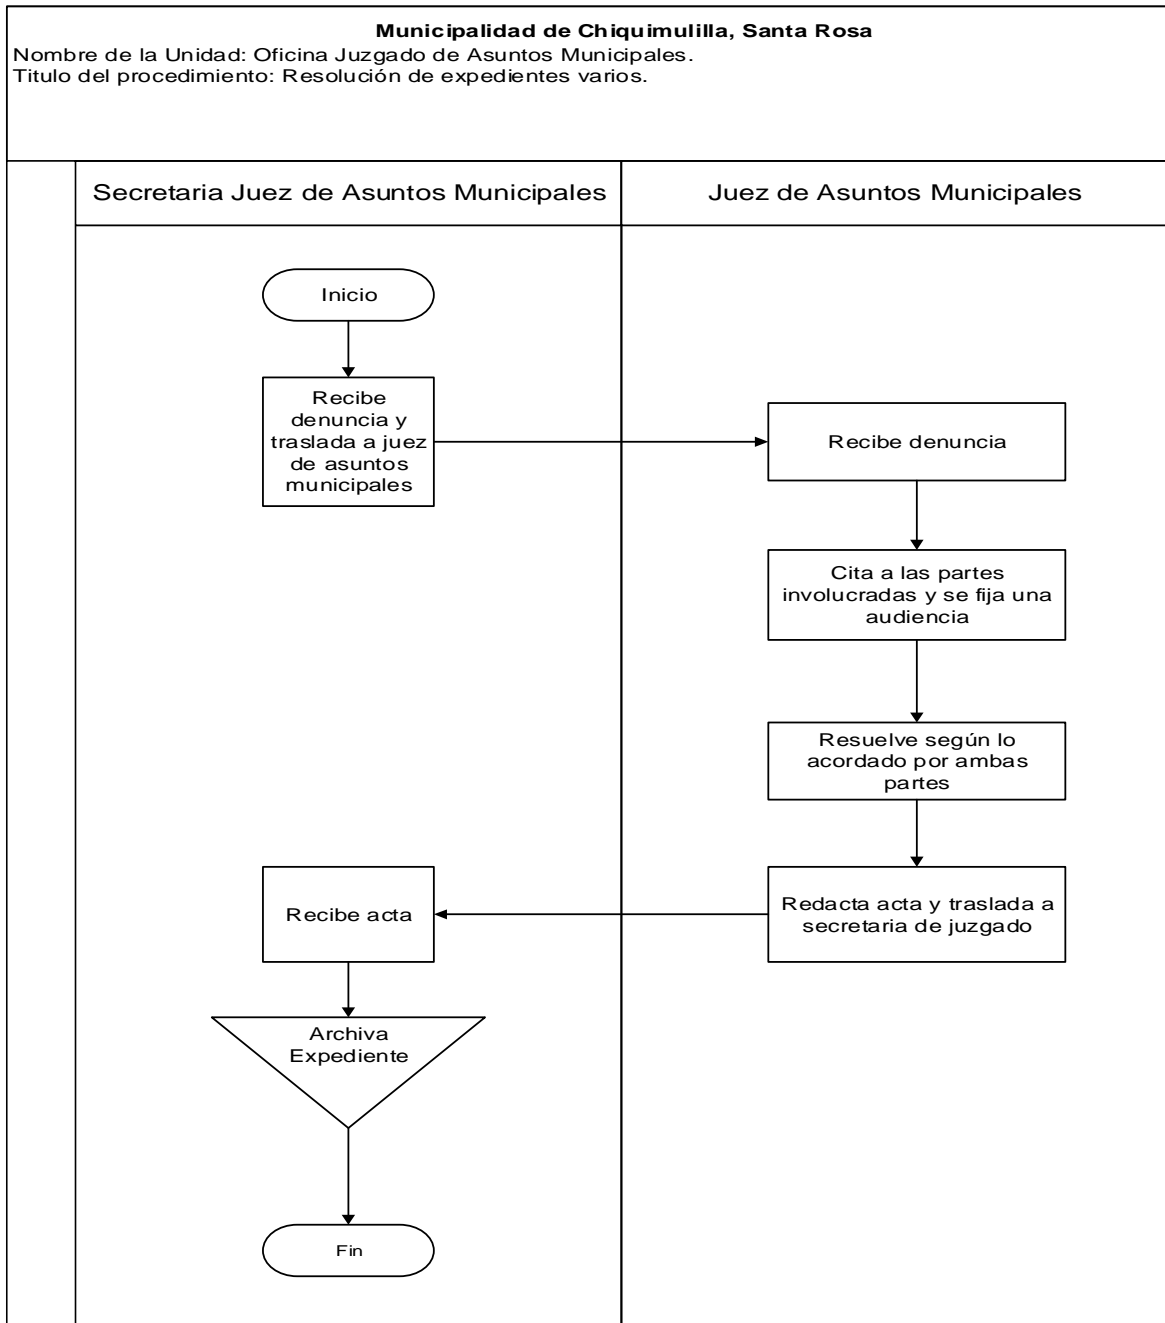 Municipalidad de Chiquimulilla, Santa Rosa
Nombre de la Unidad: Oficina Juzgado de Asuntos Municipales.
Titulo del procedimiento: Resolución de expedientes varios.
Secretaria Juez de Asuntos Municipales
Juez de Asuntos Municipales
Inicio
Recibe
denuncia y
traslada a juez
de asuntos
municipales
Recibe denuncia
Cita a las partes
involucradas y se fija una
audiencia
Resuelve según lo
acordado por ambas
partes
Redacta acta y traslada a
secretaria de juzgado
Recibe acta
Archiva
Expediente
Fin